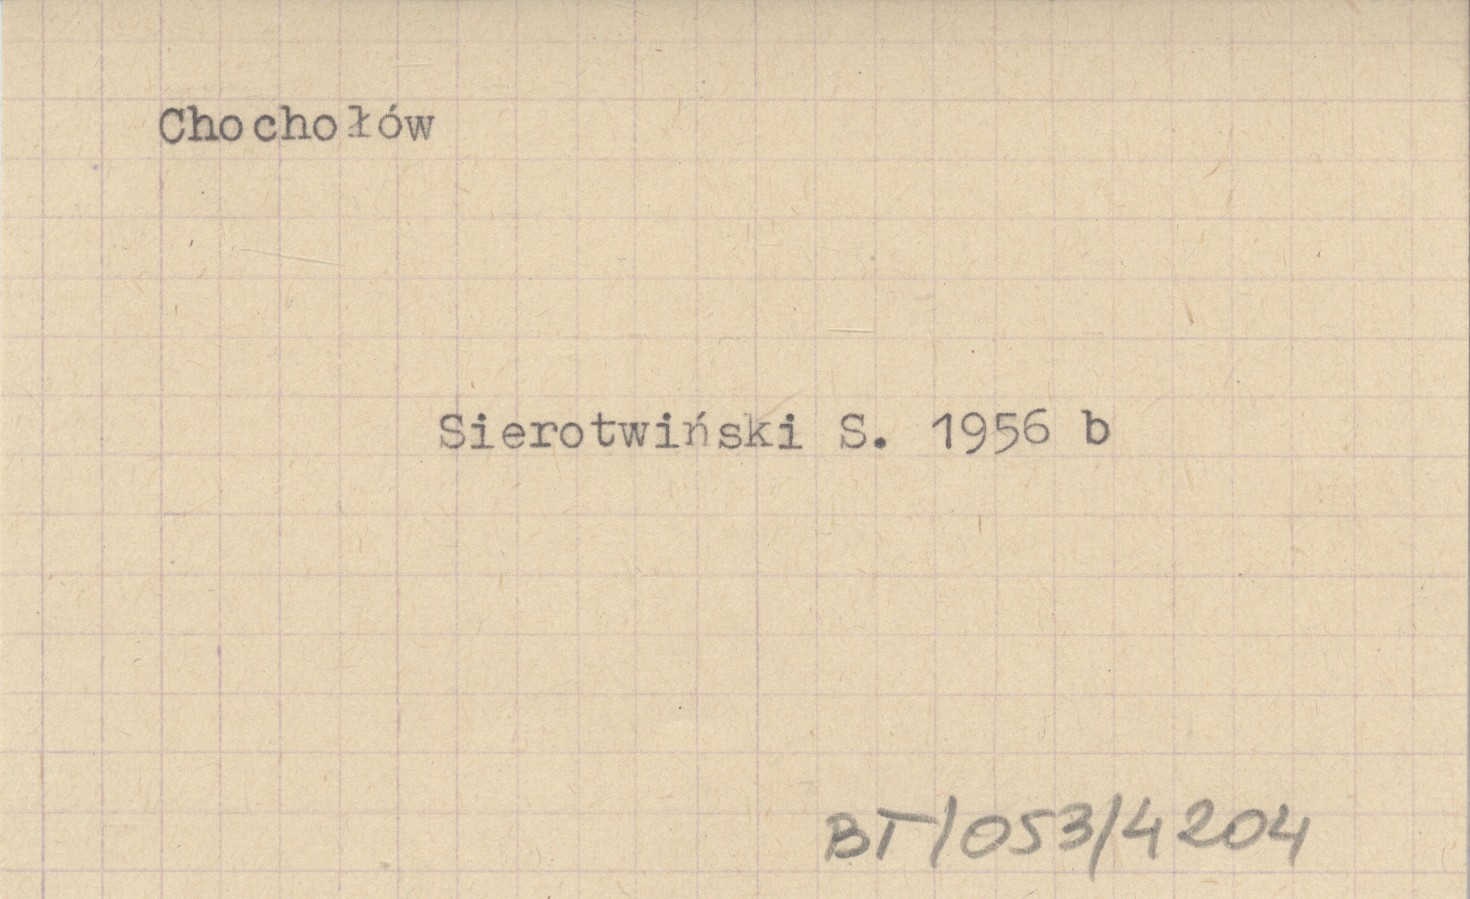 Chochołów
Sierotwiński S. 1956 b
BT/053/4204